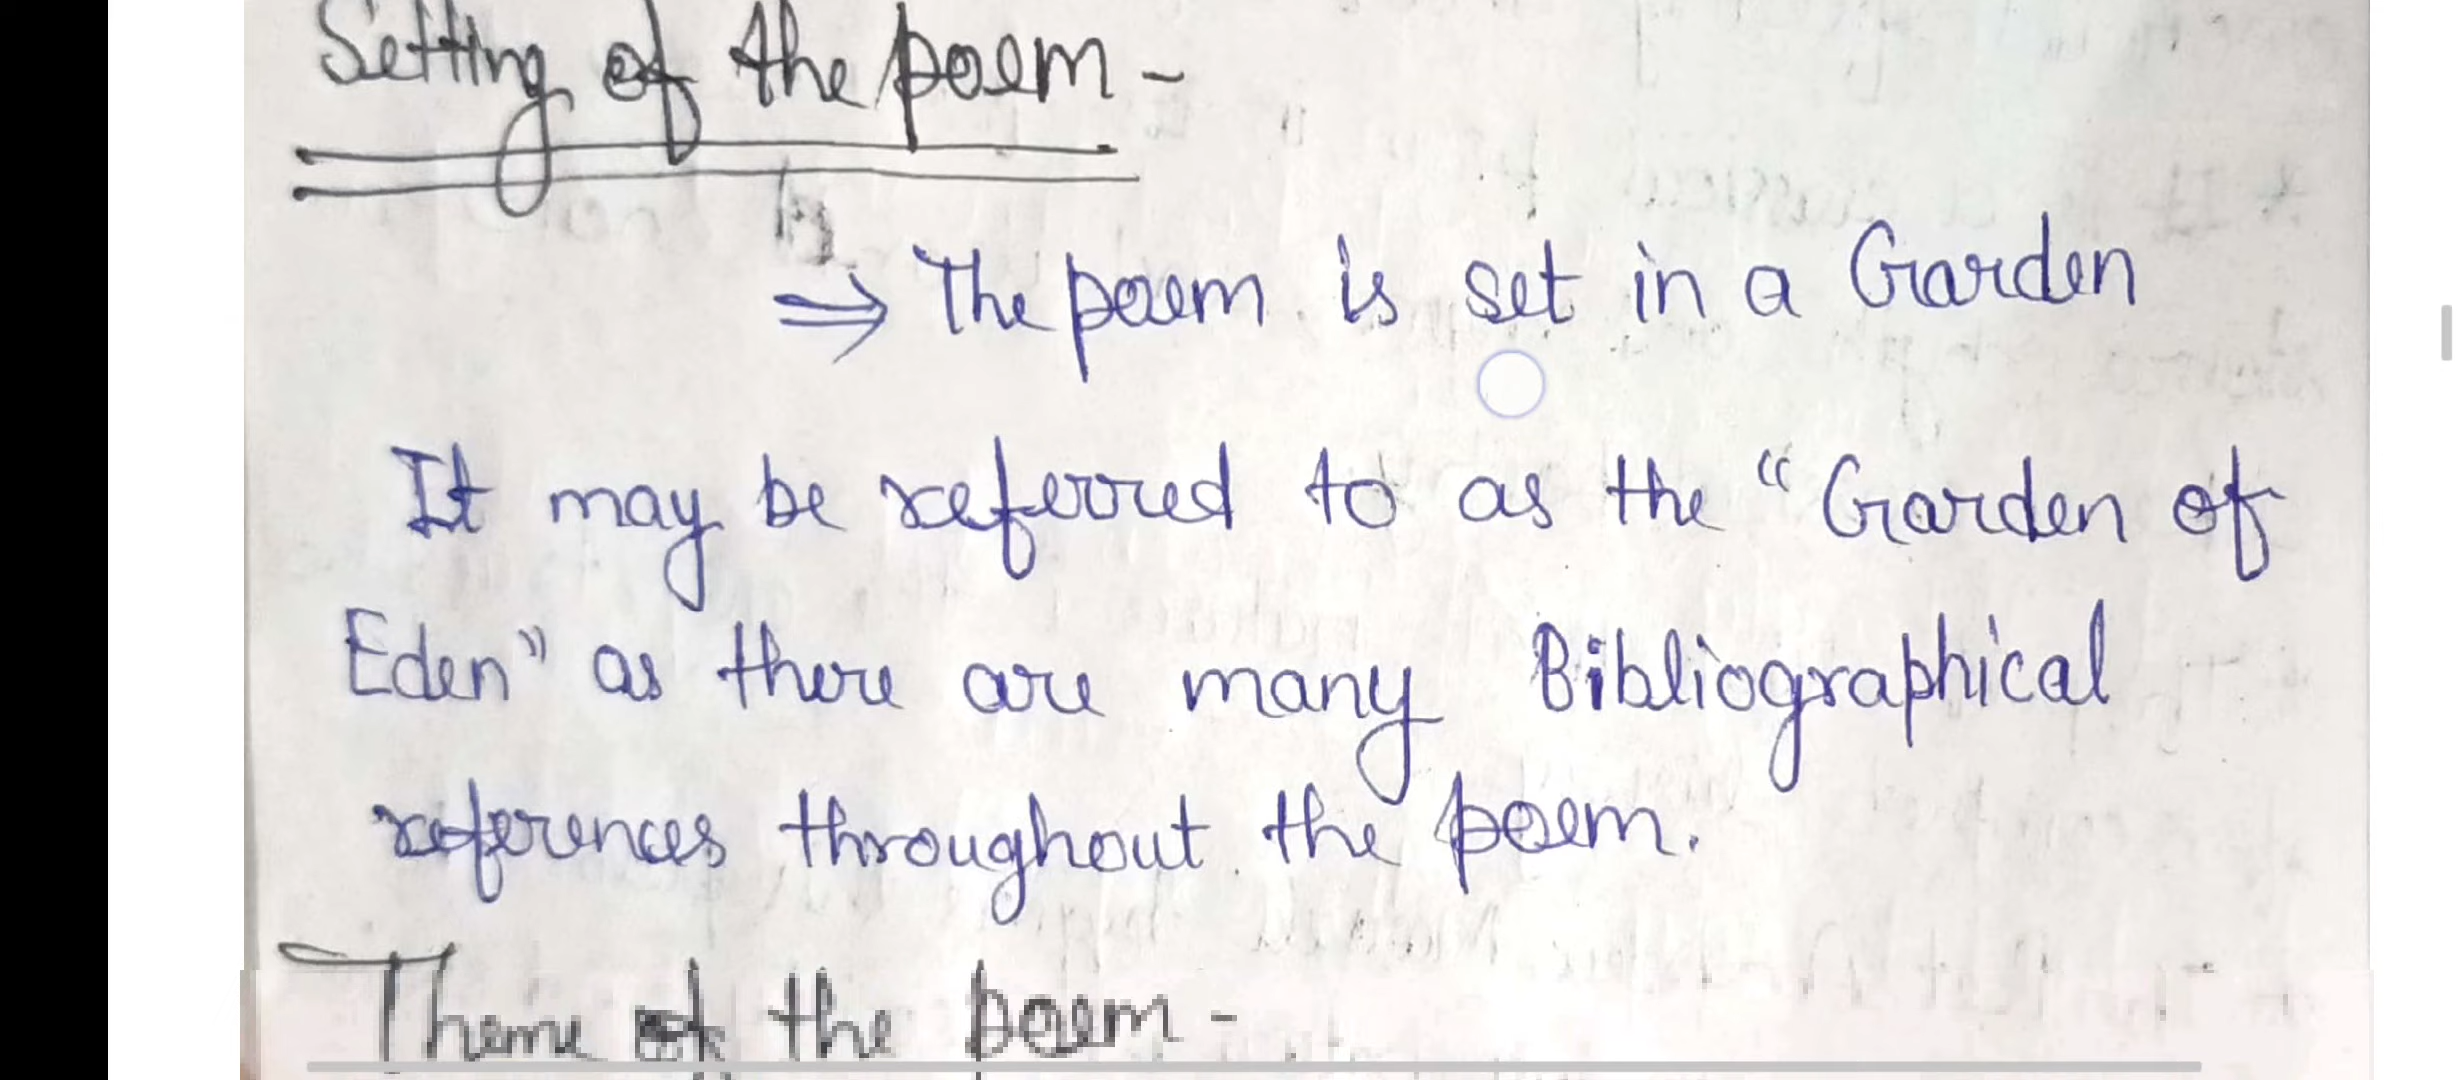 Setting of the poem -
⇒ The poem is set in a Garden
It may be referred to as the "Garden of
Eden" as there are many Bibliographical
references throughout the poem.
Theme of the poem -